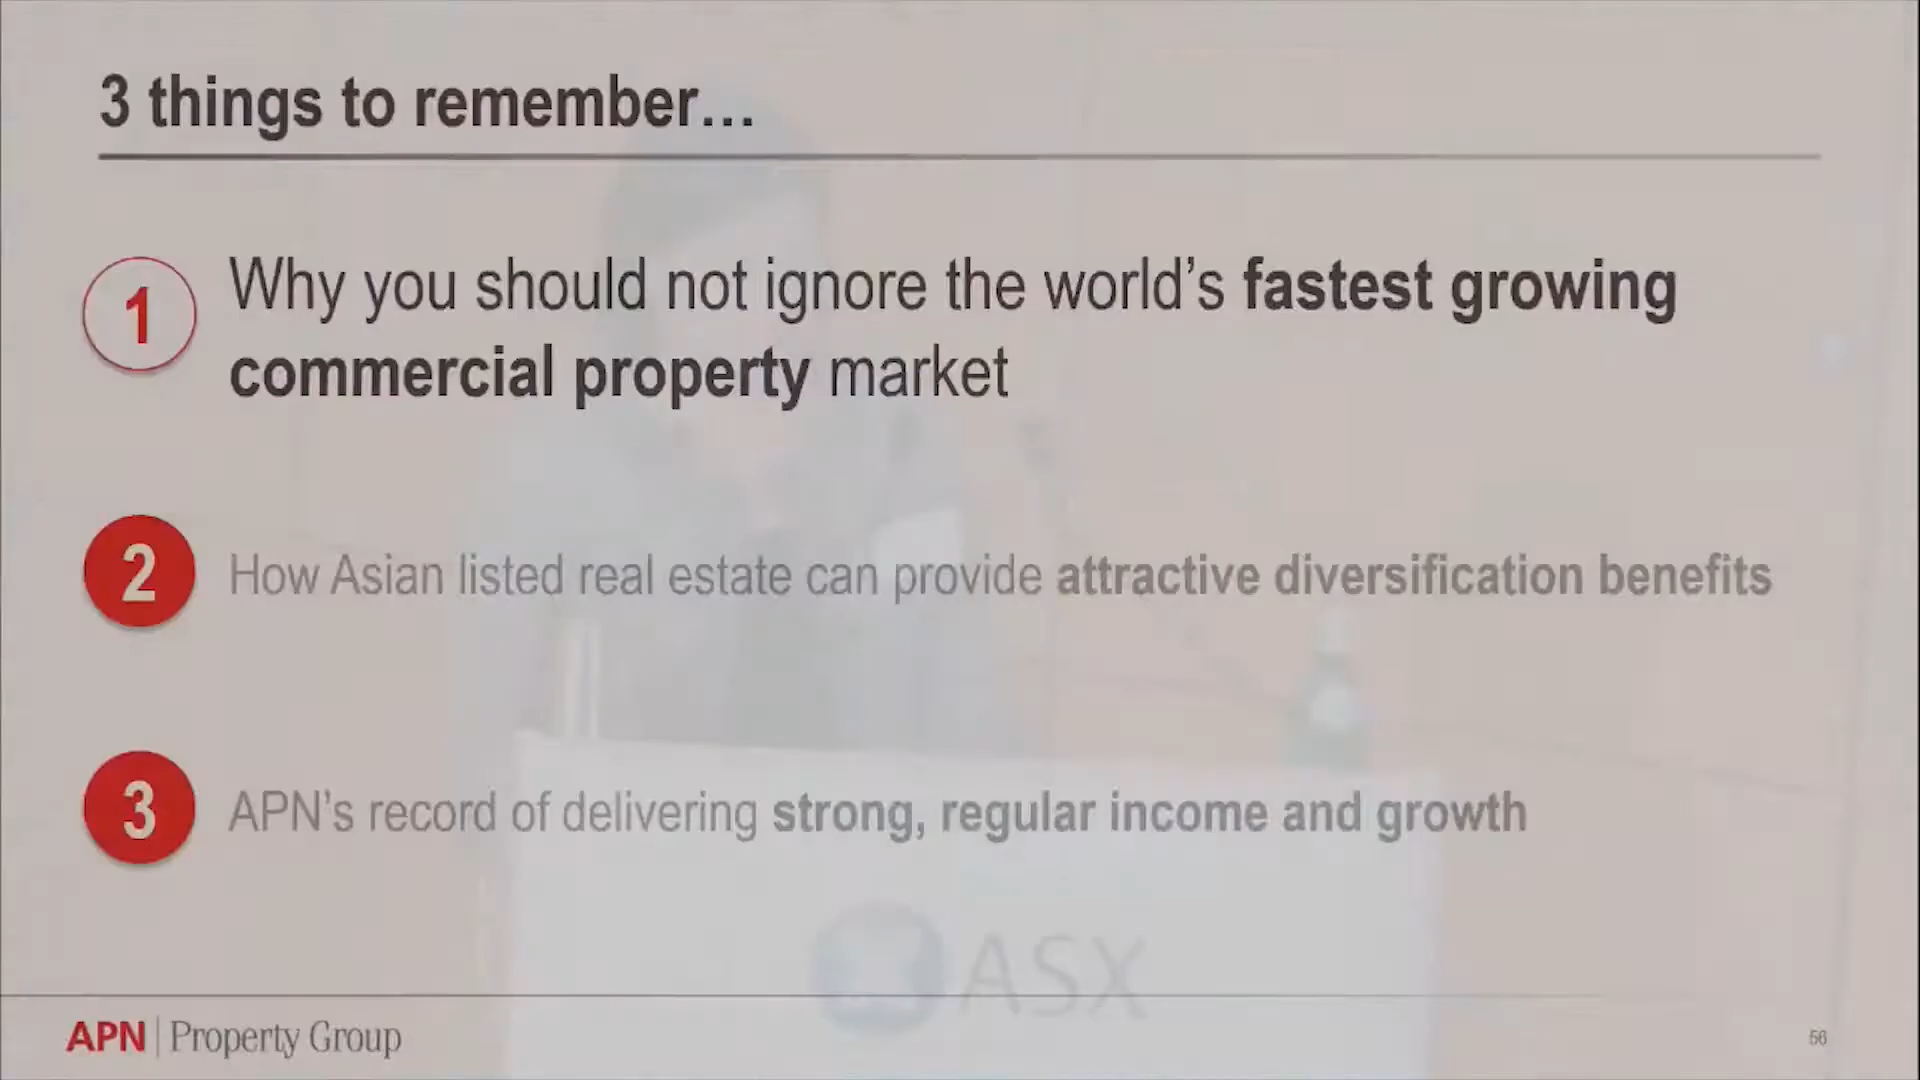 3 things to remember...
1
Why you should not ignore the world's fastest growing
commercial property market
2
How Asian listed real estate can provide attractive diversification benefits
3
APN's record of delivering strong, regular income and growth
ASX
APN | Property Group
56